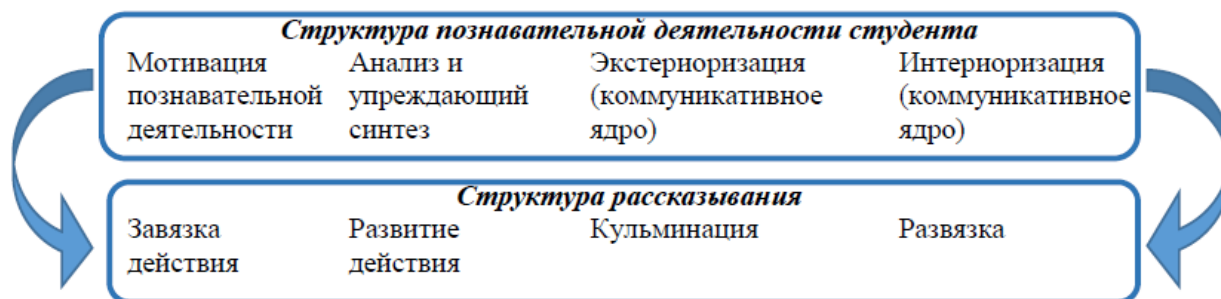 Структура познавательной деятельности студента
Мотивация познавательной деятельности
Анализ и упреждающий синтез
Экстериоризация (коммуникативное ядро)
Интериоризация (коммуникативное ядро)
Структура рассказывания
Завязка действия
Развитие действия
Кульминация
Развязка